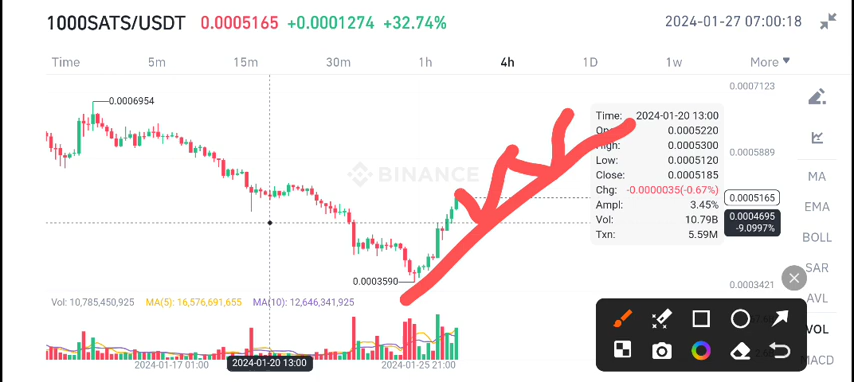 1000SATS/USDT 0.0005165 +0.0001274 +32.74% 2024-01-27 07:00:18
Time 5m 15m 30m 1h 4h 1D 1w More
0.0007123
0.0006954
Time: 2024-01-20 13:00
0.0005220
High: 0.0005300
Low: 0.0005120
Close: 0.0005185
Chg: -0.0000035(-0.67%)
Ampl: 3.45%
Vol: 10.79B
Txn: 5.59M
0.0005889
BINANCE
0.0005165
0.0004695
-9.0997%
0.0003590
0.0003421
MA
EMA
BOLL
SAR
AVL
VOL
MACD
Vol: 10,785,450,925 MA(5): 16,576,691,655 MA(10): 12,646,341,925
2024-01-17 01:00 2024-01-20 13:00 2024-01-25 21:00